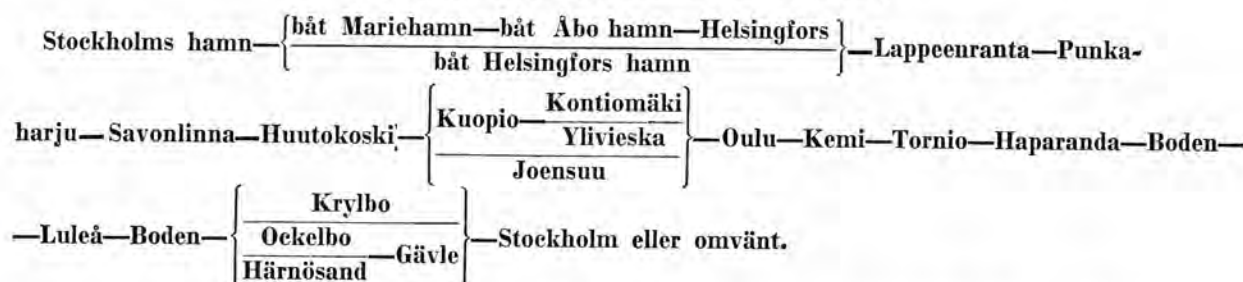 båt Mariehamn—båt Åbo hamn—Helsingfors
Stockholms hamn— —Lappeenranta—Punka-
båt Helsingfors hamn
Kontiomäki
harju—Savonlinna—Huutokoski— Kuopio— —Oulu—Kemi—Tornio—Haparanda—Boden—
Ylivieska
Joensuu
Krylbo
—Luleå—Boden— Ockelbo —Gävle —Stockholm eller omvänt.
Härnösand